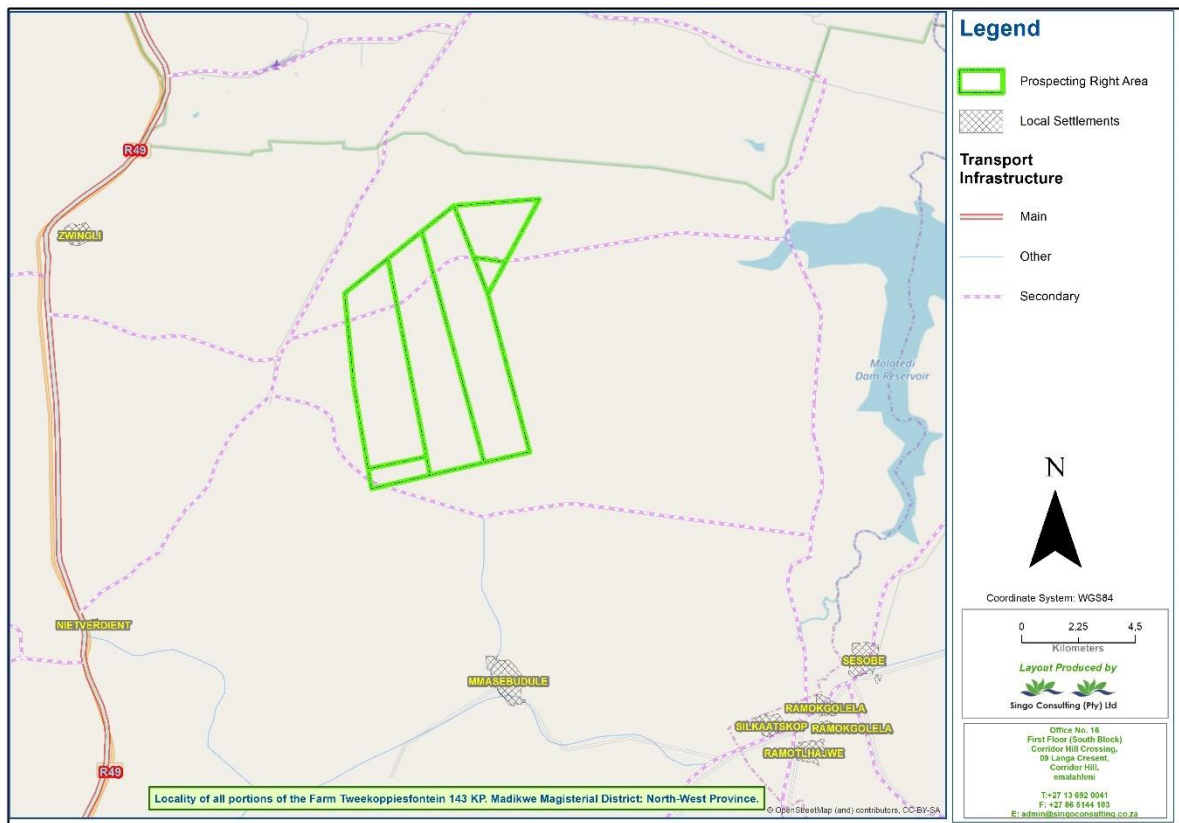 R49
ZWINGLI
Molatedi
Dam Reservoir
NIETVERDIENT
MMASEBUDULE
SESOBE
RAMOKGOLELA
SILKAATSKOP
RAMOKGOLELA
RAMOTLHAJWE
R49
Locality of all portions of the Farm Tweekoppiesfontein 143 KP. Madikwe Magisterial District: North-West Province.
© OpenStreetMap (and) contributors, CC-BY-SA
Legend
Prospecting Right Area
Local Settlements
Transport
Infrastructure
Main
Other
Secondary
N
Coordinate System: WGS84
0 2,25 4,5
Kilometers
Layout Produced by
Singo Consulting (Pty) Ltd
Office No. 16
First Floor (South Block)
Corridor Hill Crossing,
09 Langa Cresent,
Corridor Hill,
emalahleni
T:+27 13 692 0041
F: +27 86 5144 103
E: admin@singoconsulting.co.za